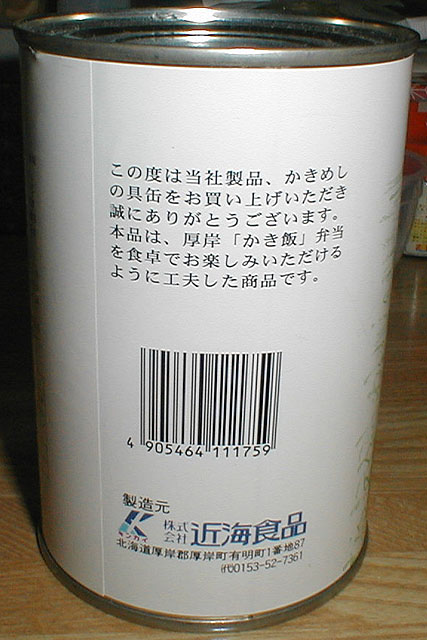 この度は当社製品、かきめし
の具缶をお買い上げいただき
誠にありがとうございます。
本品は、厚岸「かき飯」弁当
を食卓でお楽しみいただける
ように工夫した商品です。
4 905464 111759
製造元
キンカイ
株式会社 近海食品
北海道厚岸郡厚岸町有明町1番地87
☎00153-52-7361